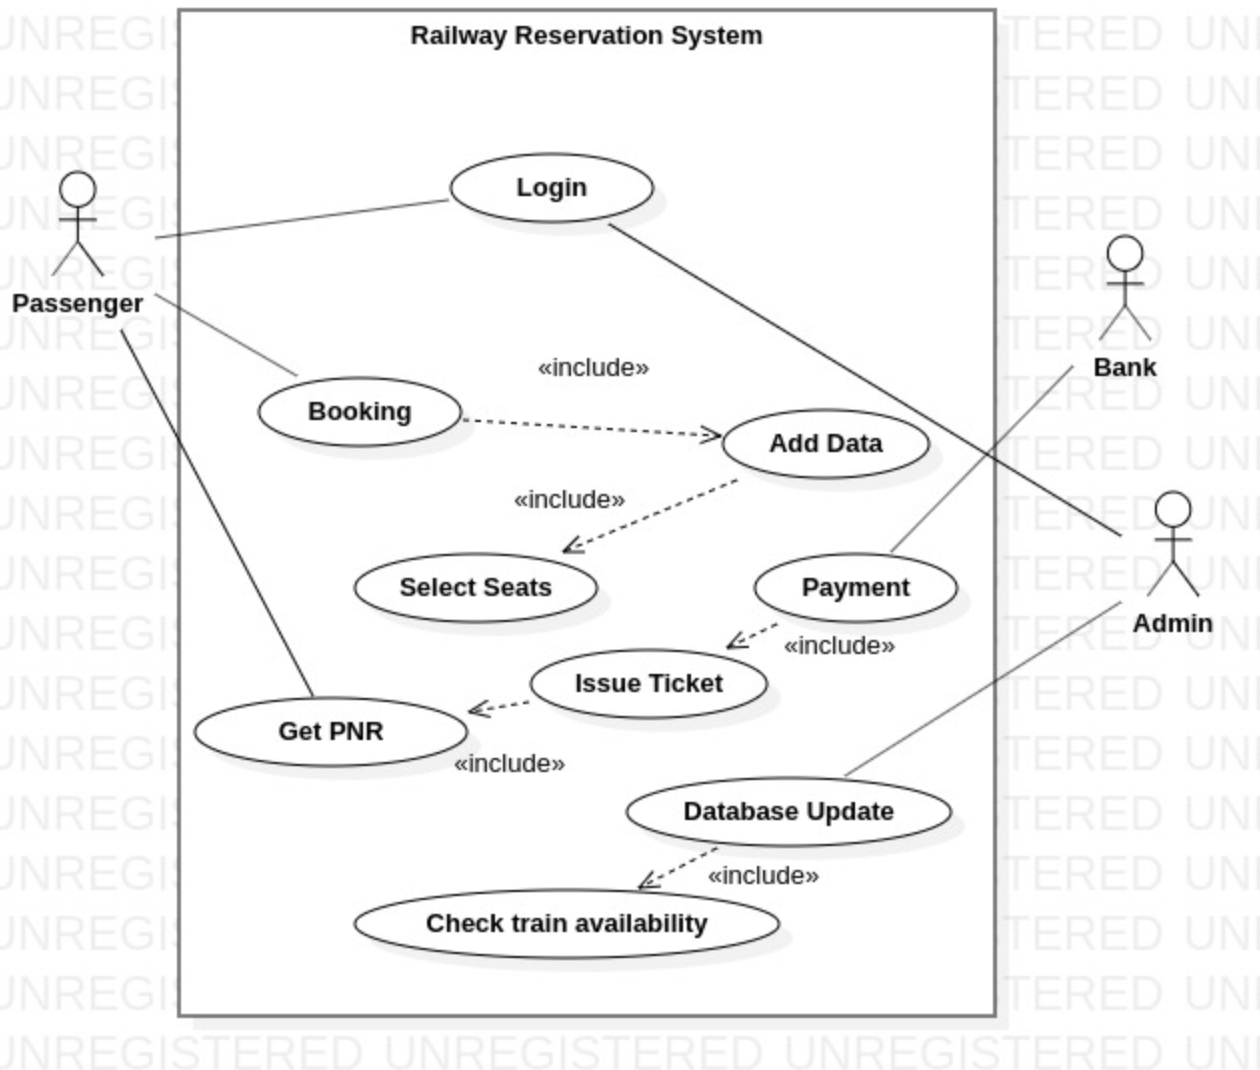 Railway Reservation System
Login
Passenger
Bank
«include»
Booking
Add Data
«include»
Select Seats
Payment
Admin
«include»
Issue Ticket
Get PNR
«include»
Database Update
«include»
Check train availability
UNREGISTERED UNREGISTERED UNREGISTERED UN